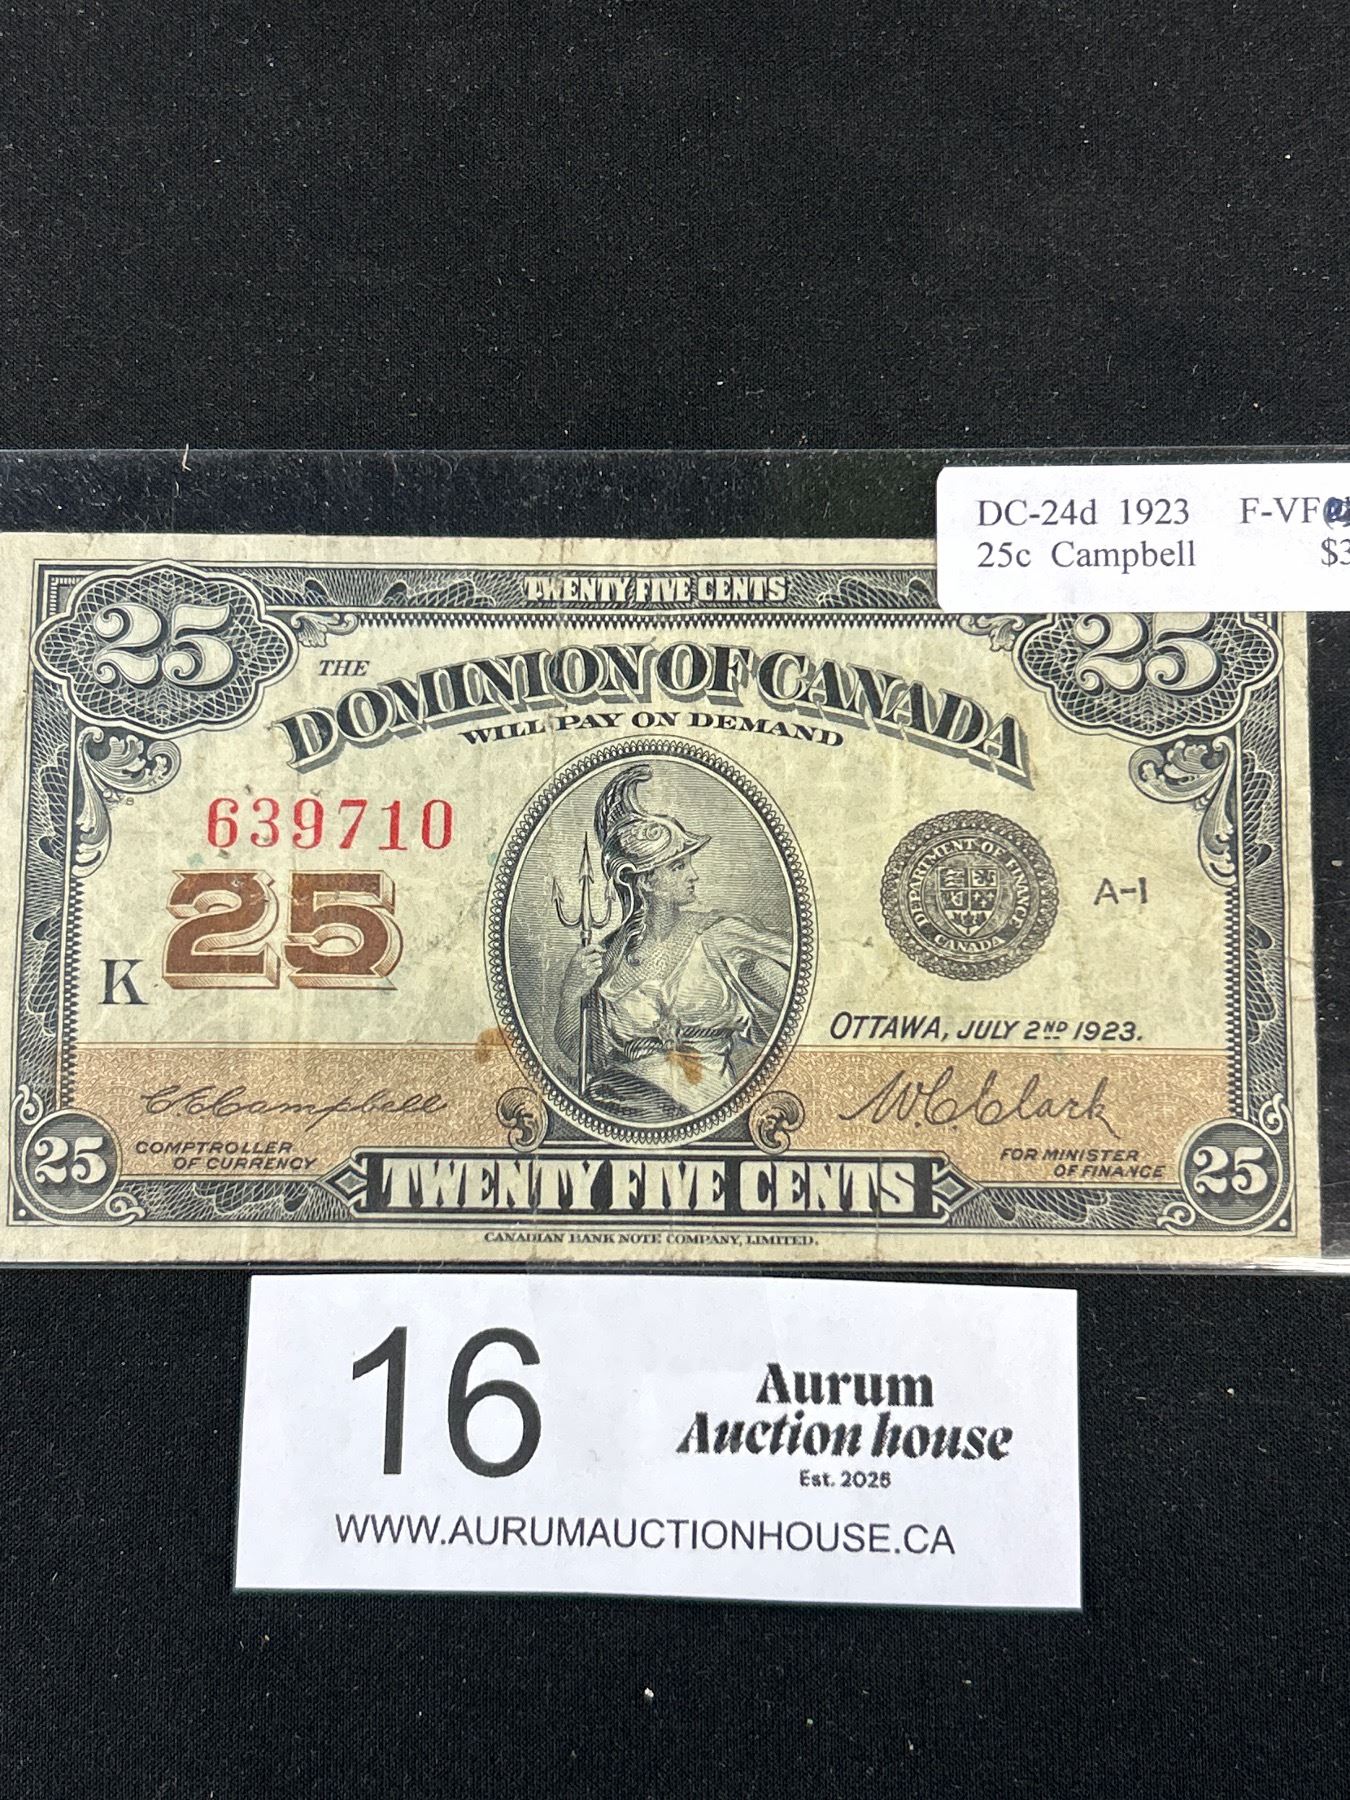 DC-24d 1923 F-VF
25c Campbell $3
TWENTY FIVE CENTS
25 25
THE
DOMINION OF CANADA
WILL PAY ON DEMAND
639710
25
K
DEPARTMENT OF FINANCE
CANADA
A-1
OTTAWA, JULY 2ND 1923.
C.E. Campbell
W.C. Clark
COMPTROLLER
OF CURRENCY
FOR MINISTER
OF FINANCE
25 TWENTY FIVE CENTS 25
CANADIAN BANK NOTE COMPANY, LIMITED.
16
Aurum
Auction house
Est. 2025
WWW.AURUMAUCTIONHOUSE.CA